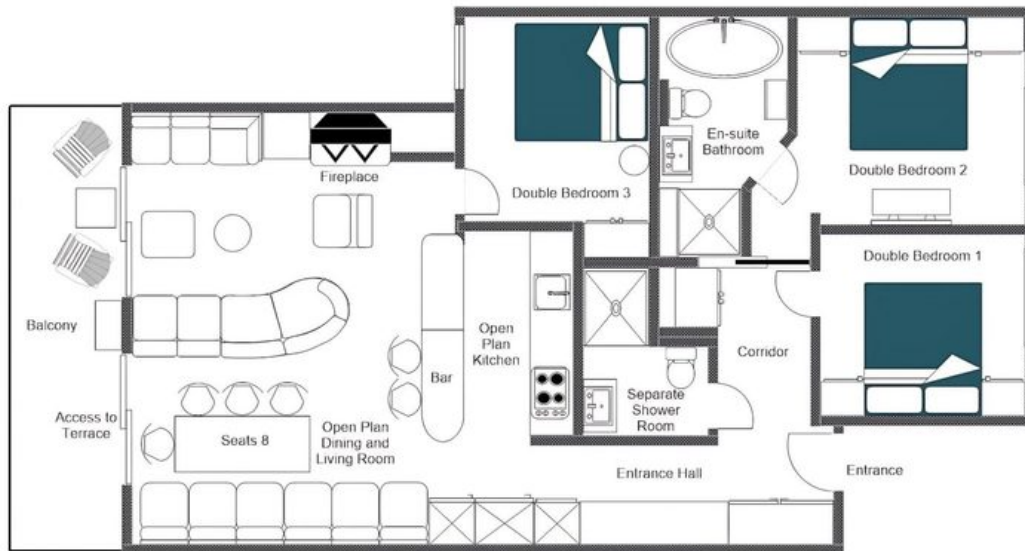 En-suite
Bathroom
Double Bedroom 3
Double Bedroom 2
Fireplace
Double Bedroom 1
Balcony
Open
Plan
Kitchen
Bar
Corridor
Separate
Shower
Room
Access to
Terrace
Seats 8
Open Plan
Dining and
Living Room
Entrance Hall
Entrance